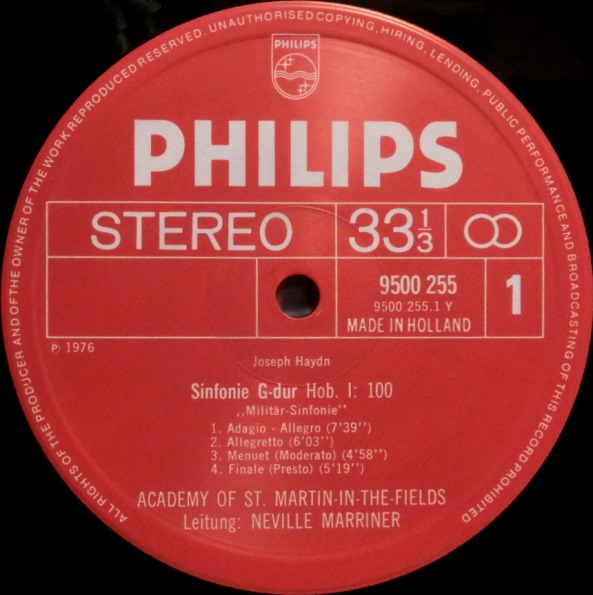 ALL RIGHTS OF THE PRODUCER AND OF THE OWNER OF THE WORK REPRODUCED RESERVED. UNAUTHORISED COPYING, HIRING, LENDING, PUBLIC PERFORMANCE AND BROADCASTING OF THIS RECORD PROHIBITED
PHILIPS
PHILIPS
STEREO 33 1/3
9500 255 1
9500 255.1 Y
MADE IN HOLLAND
℗ 1976
Joseph Haydn
Sinfonie G-dur Hob. I: 100
,,Militär-Sinfonie''
1. Adagio - Allegro (7'39'')
2. Allegretto (6'03'')
3. Menuet (Moderato) (4'58'')
4. Finale (Presto) (5'19'')
ACADEMY OF ST. MARTIN-IN-THE-FIELDS
Leitung: NEVILLE MARRINER